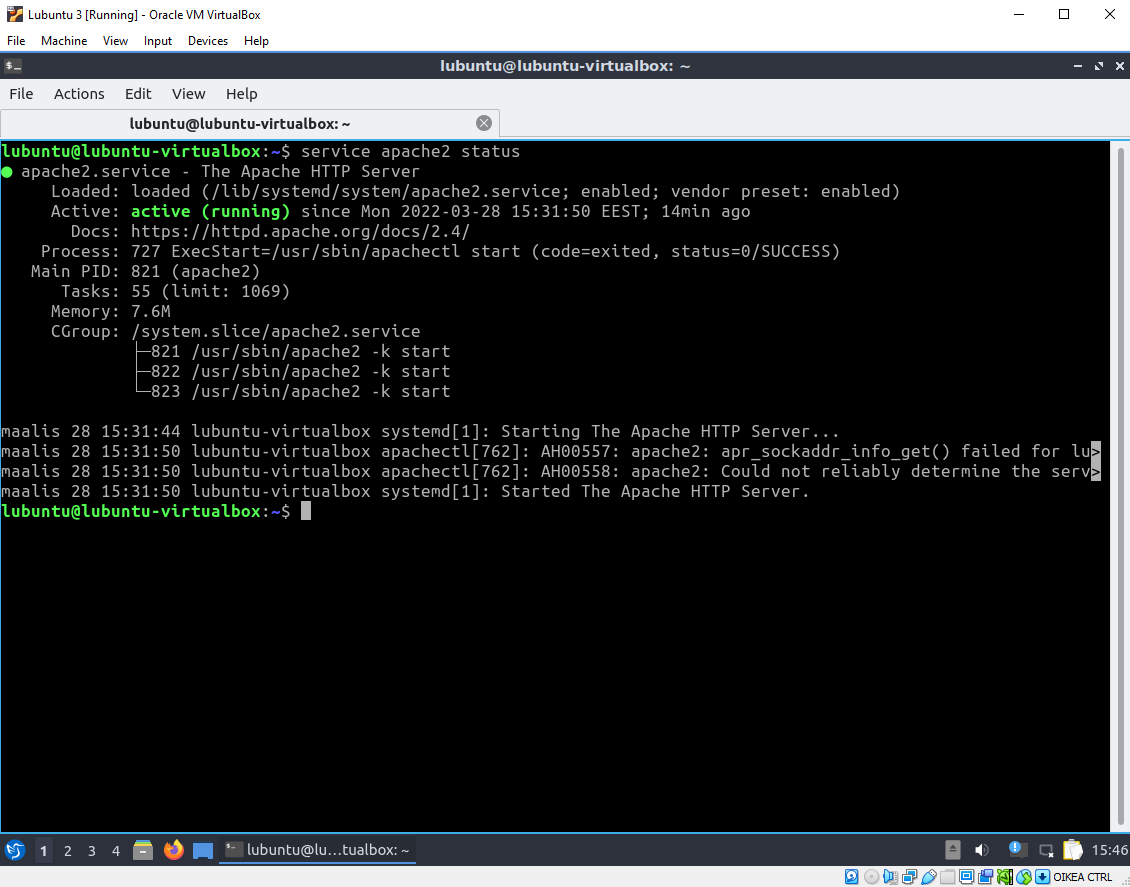 Lubuntu 3 [Running] - Oracle VM VirtualBox
File Machine View Input Devices Help
lubuntu@lubuntu-virtualbox: ~
File Actions Edit View Help
lubuntu@lubuntu-virtualbox: ~
lubuntu@lubuntu-virtualbox:~$ service apache2 status
● apache2.service - The Apache HTTP Server
     Loaded: loaded (/lib/systemd/system/apache2.service; enabled; vendor preset: enabled)
     Active: active (running) since Mon 2022-03-28 15:31:50 EEST; 14min ago
       Docs: https://httpd.apache.org/docs/2.4/
    Process: 727 ExecStart=/usr/sbin/apachectl start (code=exited, status=0/SUCCESS)
   Main PID: 821 (apache2)
      Tasks: 55 (limit: 1069)
     Memory: 7.6M
     CGroup: /system.slice/apache2.service
             ├─821 /usr/sbin/apache2 -k start
             ├─822 /usr/sbin/apache2 -k start
             └─823 /usr/sbin/apache2 -k start
maalis 28 15:31:44 lubuntu-virtualbox systemd[1]: Starting The Apache HTTP Server...
maalis 28 15:31:50 lubuntu-virtualbox apachectl[762]: AH00557: apache2: apr_sockaddr_info_get() failed for lu>
maalis 28 15:31:50 lubuntu-virtualbox apachectl[762]: AH00558: apache2: Could not reliably determine the serv>
maalis 28 15:31:50 lubuntu-virtualbox systemd[1]: Started The Apache HTTP Server.
lubuntu@lubuntu-virtualbox:~$
1 2 3 4 lubuntu@lu...tualbox: ~ 15:46
OIKEA CTRL